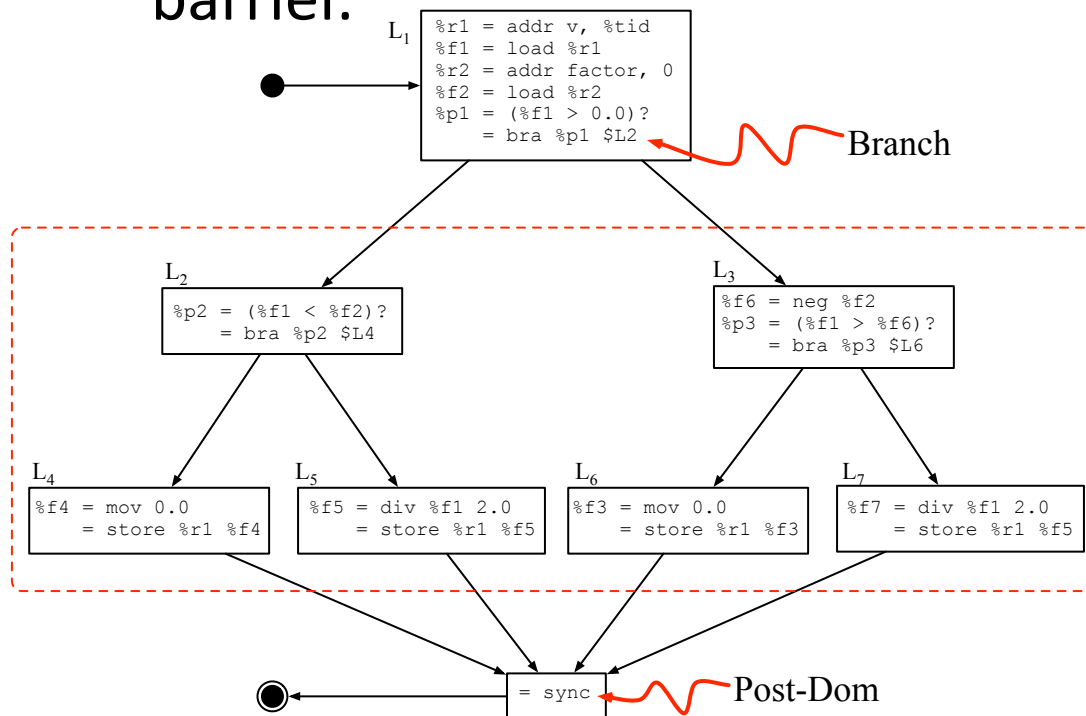 barrier.
L1
%r1 = addr v, %tid
%f1 = load %r1
%r2 = addr factor, 0
%f2 = load %r2
%p1 = (%f1 > 0.0)?
= bra %p1 $L2
Branch
L2
%p2 = (%f1 < %f2)?
= bra %p2 $L4
L3
%f6 = neg %f2
%p3 = (%f1 > %f6)?
= bra %p3 $L6
L4
%f4 = mov 0.0
= store %r1 %f4
L5
%f5 = div %f1 2.0
= store %r1 %f5
L6
%f3 = mov 0.0
= store %r1 %f3
L7
%f7 = div %f1 2.0
= store %r1 %f5
= sync
Post-Dom